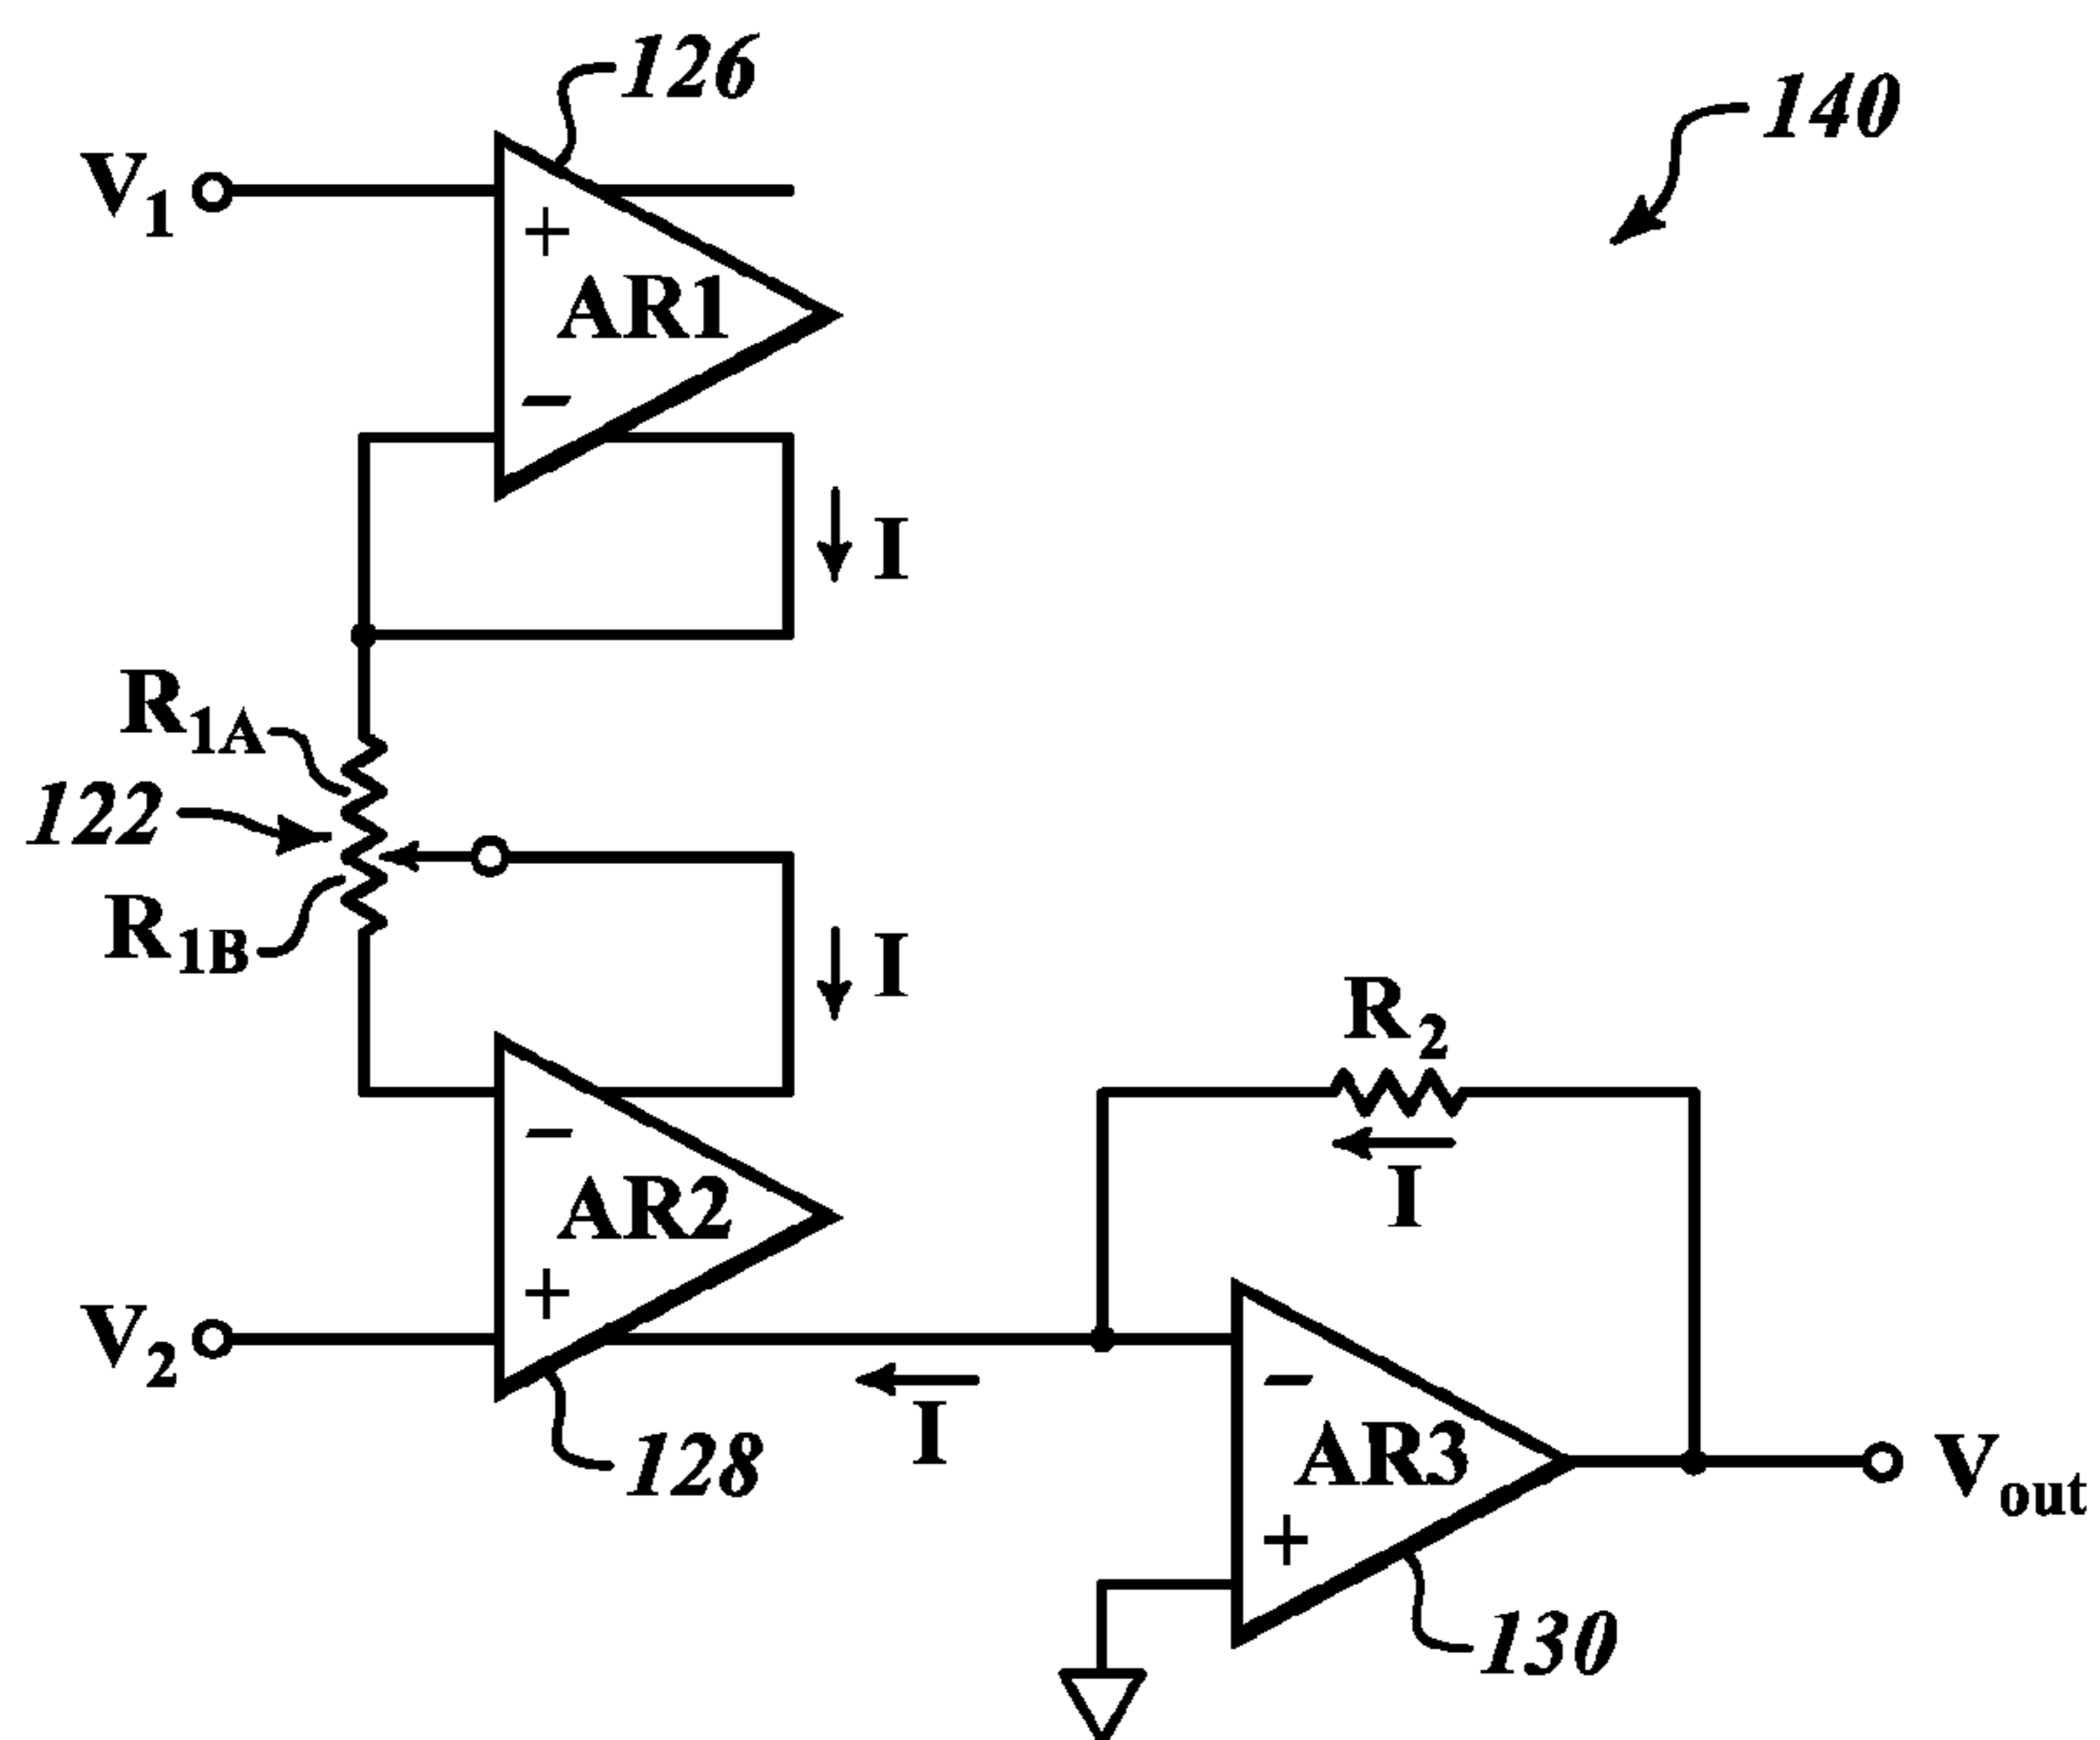 126
140
V1
+
AR1
−
I
R1A
122
R1B
I
R2
I
−
AR2
+
V2
I
128
−
AR3
+
Vout
130